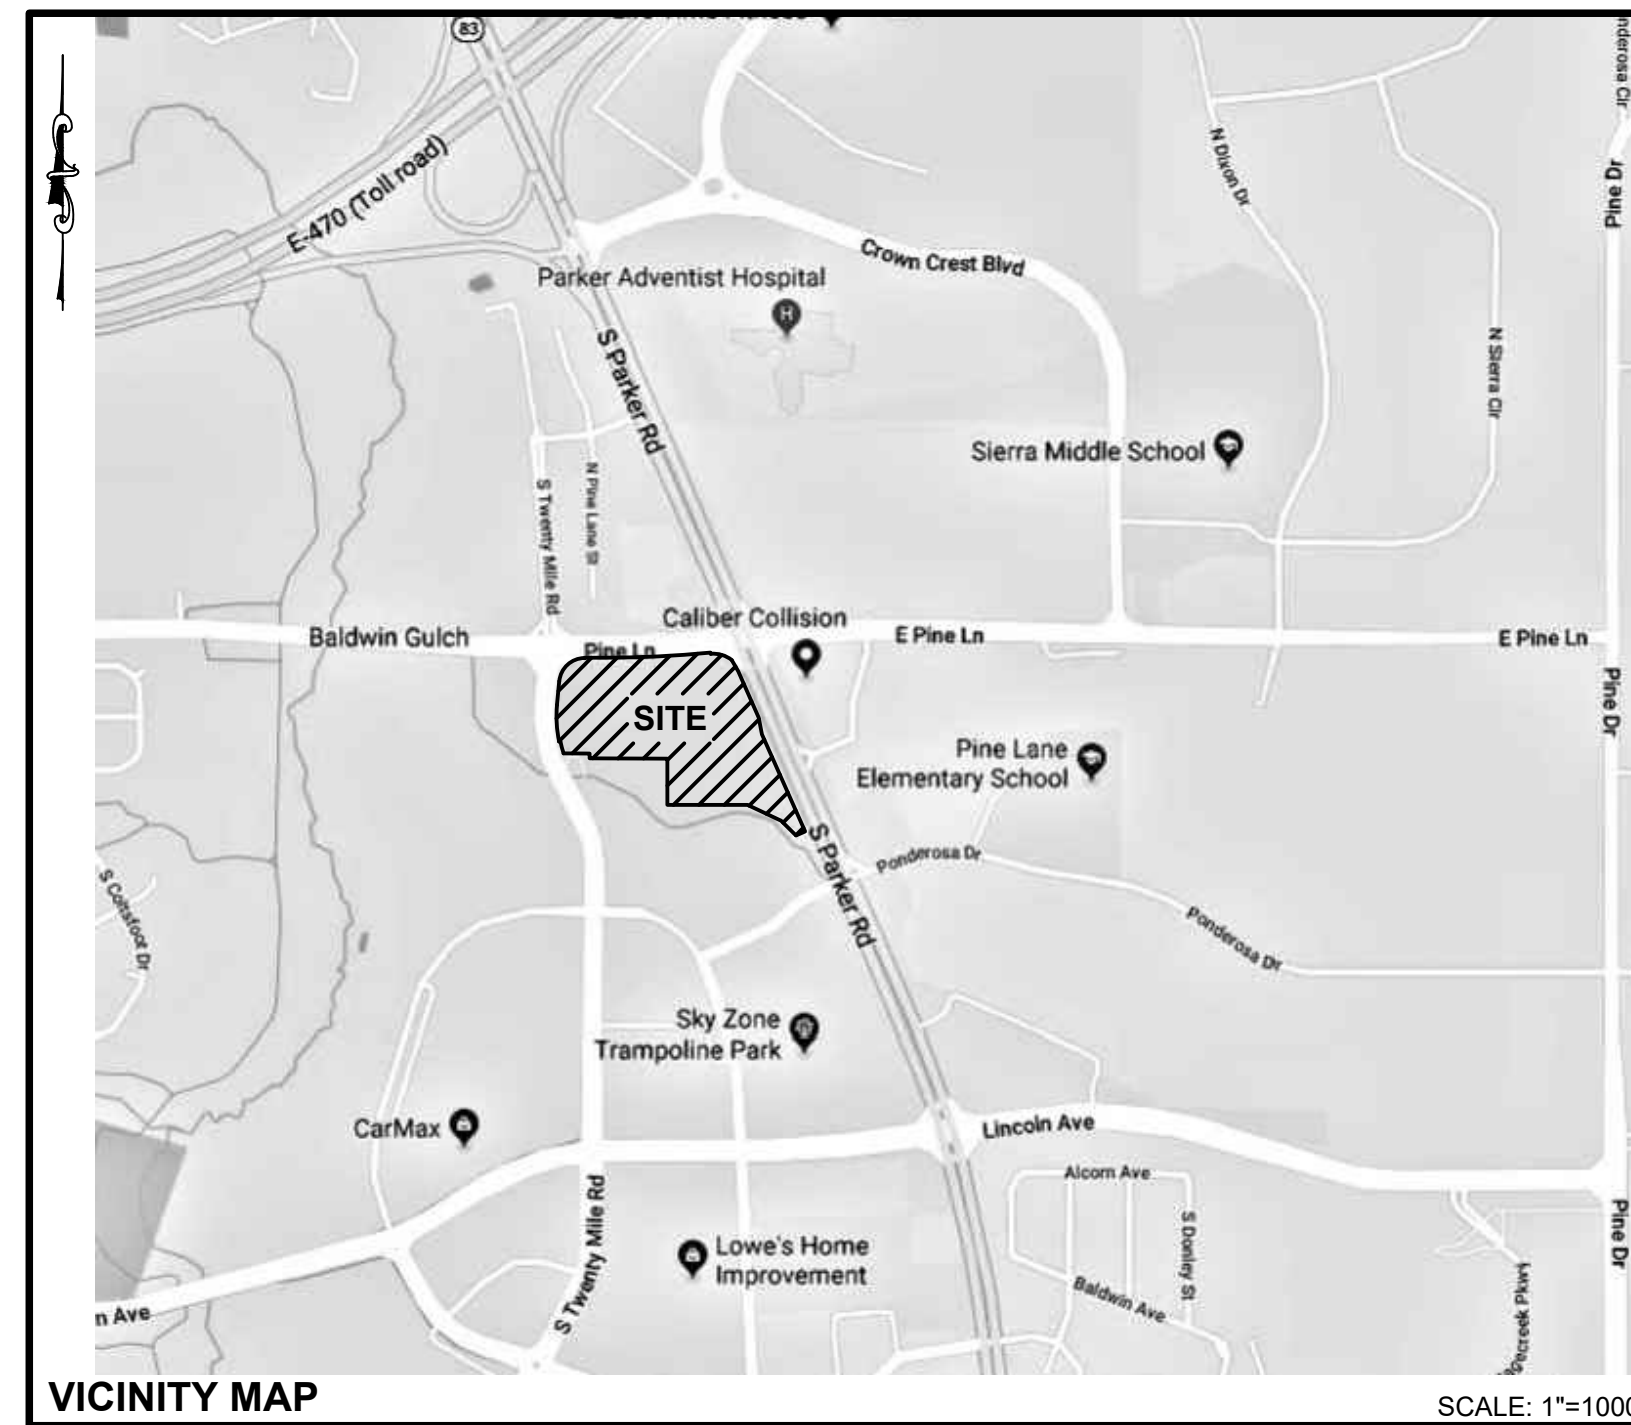 83
E-470 (Toll road)
N Dixon Dr
Pine Dr
Crown Crest Blvd
Parker Adventist Hospital
H
S Parker Rd
N Sierra Cir
Sierra Middle School
S Twenty Mile Rd
N Pine Lane St
Caliber Collision
Baldwin Gulch
Pine Ln
E Pine Ln
E Pine Ln
SITE
Pine Dr
Pine Lane
Elementary School
S Parker Rd
Ponderosa Dr
S Coltsfoot Dr
Ponderosa Dr
Sky Zone
Trampoline Park
CarMax
Lincoln Ave
Alcorn Ave
S Twenty Mile Rd
S Donley St
Pine Dr
Lowe's Home
Improvement
Baldwin Ave
n Ave
VICINITY MAP
SCALE: 1"=1000